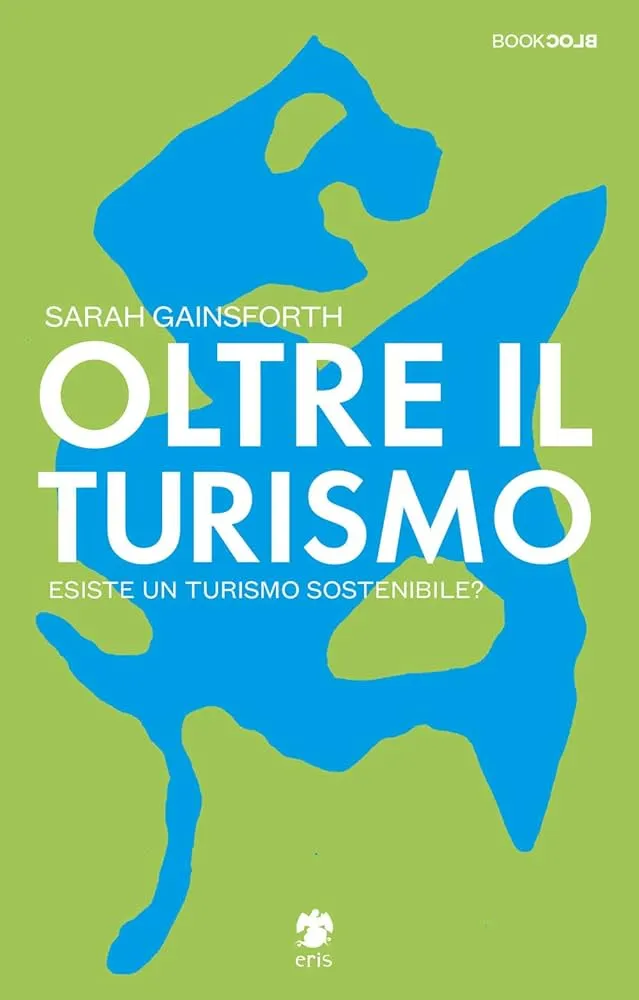 BOOKBLOC
SARAH GAINSFORTH
OLTRE IL
TURISMO
ESISTE UN TURISMO SOSTENIBILE?
eris